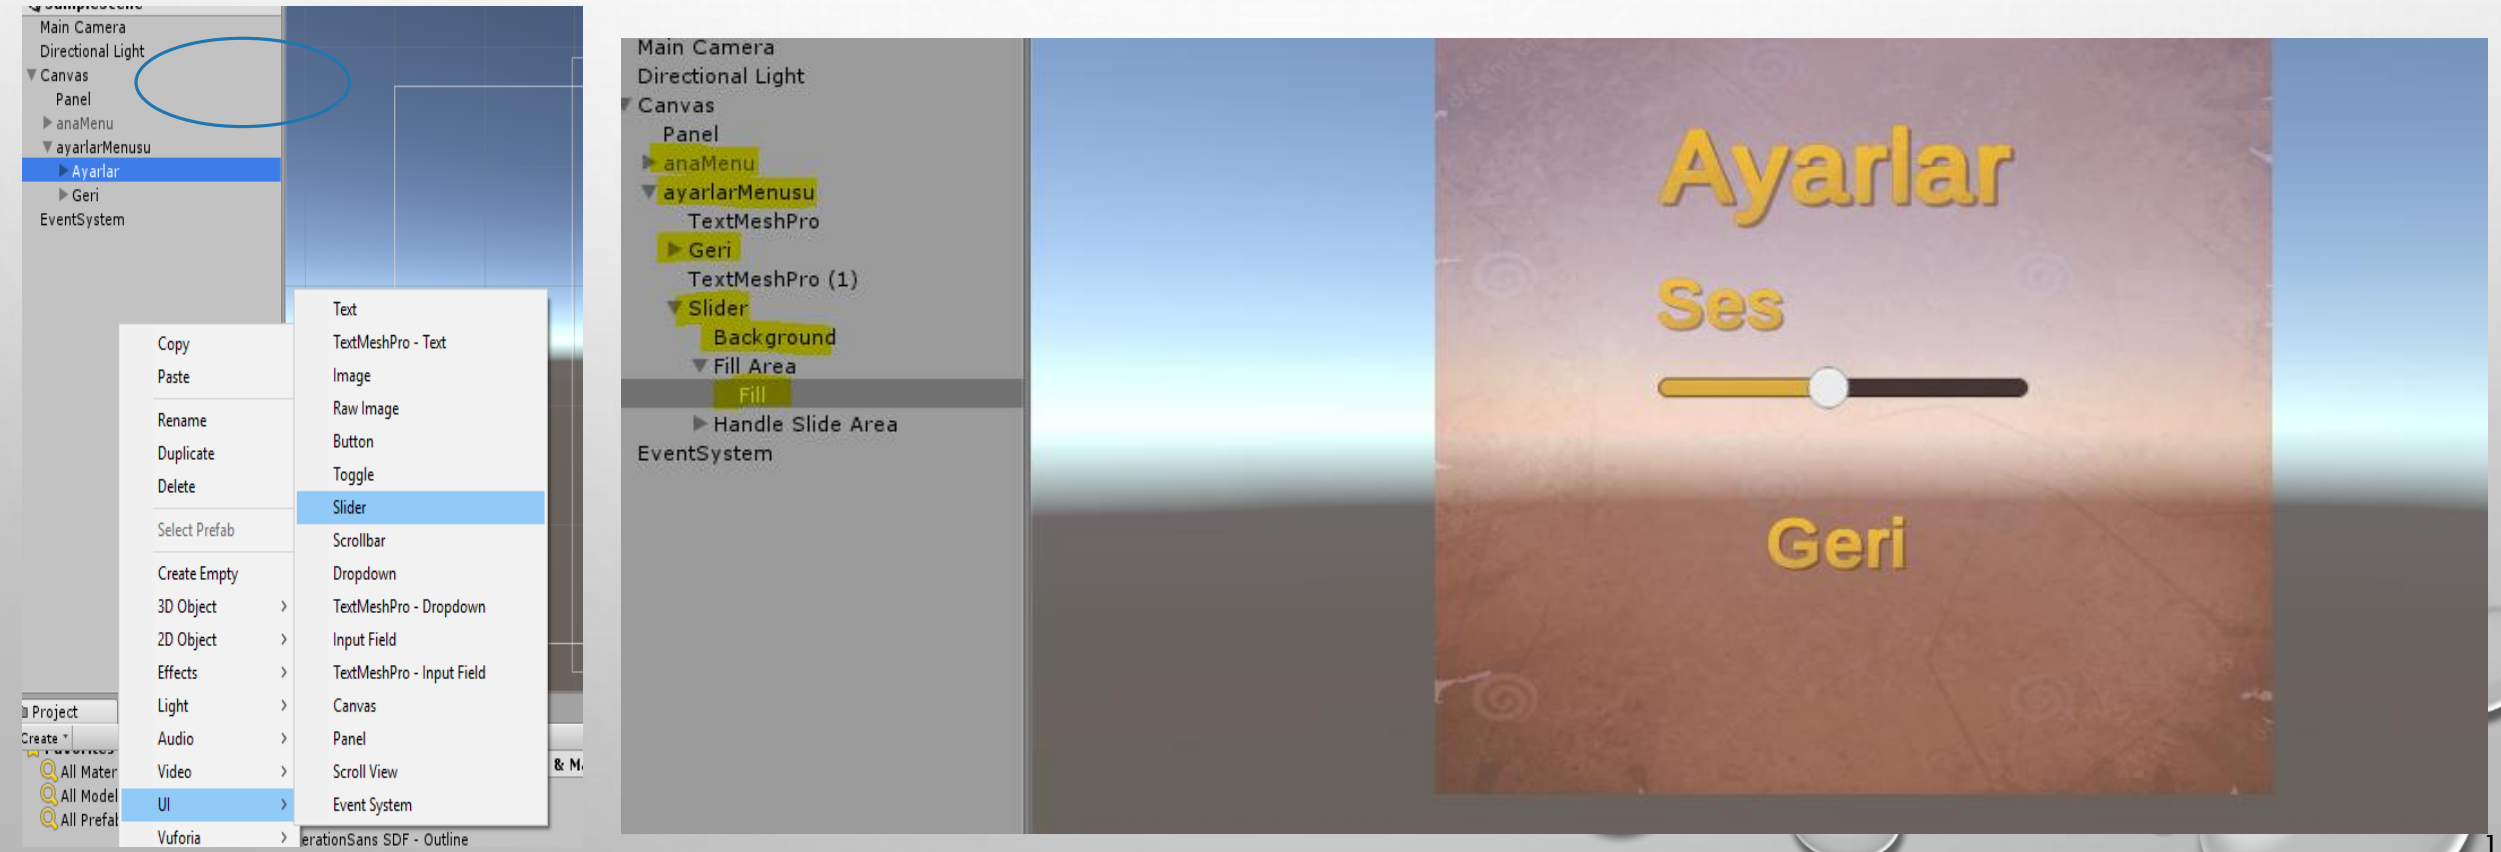 SampleScene
Main Camera
Directional Light
Canvas
Panel
anaMenu
ayarlarMenusu
Ayarlar
Geri
EventSystem
Copy
Paste
Rename
Duplicate
Delete
Select Prefab
Create Empty
3D Object
2D Object
Effects
Light
Audio
Video
UI
Vuforia
Text
TextMeshPro - Text
Image
Raw Image
Button
Toggle
Slider
Scrollbar
Dropdown
TextMeshPro - Dropdown
Input Field
TextMeshPro - Input Field
Canvas
Panel
Scroll View
Event System
Project
Create
Favorites
All Mater
All Model
All Prefab
& M
erationSans SDF - Outline
Main Camera
Directional Light
Canvas
Panel
anaMenu
ayarlarMenusu
TextMeshPro
Geri
TextMeshPro (1)
Slider
Background
Fill Area
Fill
Handle Slide Area
EventSystem
Ayarlar
Ses
Geri
1